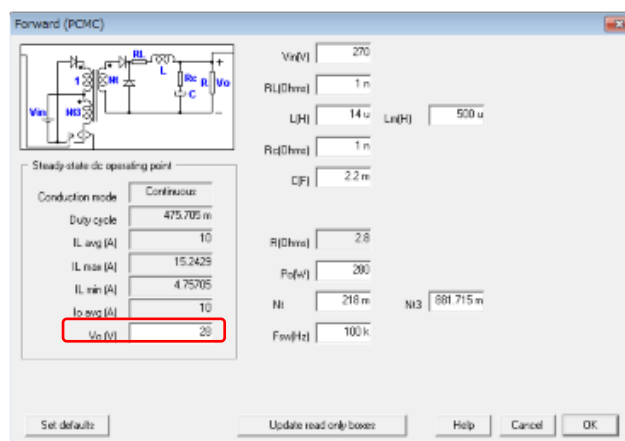 Forward (PCMC)
RL
+
1 Nt L Rc R Vo
C
Vin Nt3
-
Vin(V) 270
RL(Ohms) 1 n
L(H) 14 u Lm(H) 500 u
Rc(Ohms) 1 n
C(F) 2.2 m
R(Ohms) 2.8
Po(W) 280
Nt 218 m Nt3 881.715 m
Fsw(Hz) 100 k
Steady-state dc operating point
Conduction mode Continuous
Duty cycle 475.705 m
IL avg (A) 10
IL max (A) 15.2429
IL min (A) 4.75705
Io avg (A) 10
Vo (V) 28
Set defaults Update read only boxes Help Cancel OK